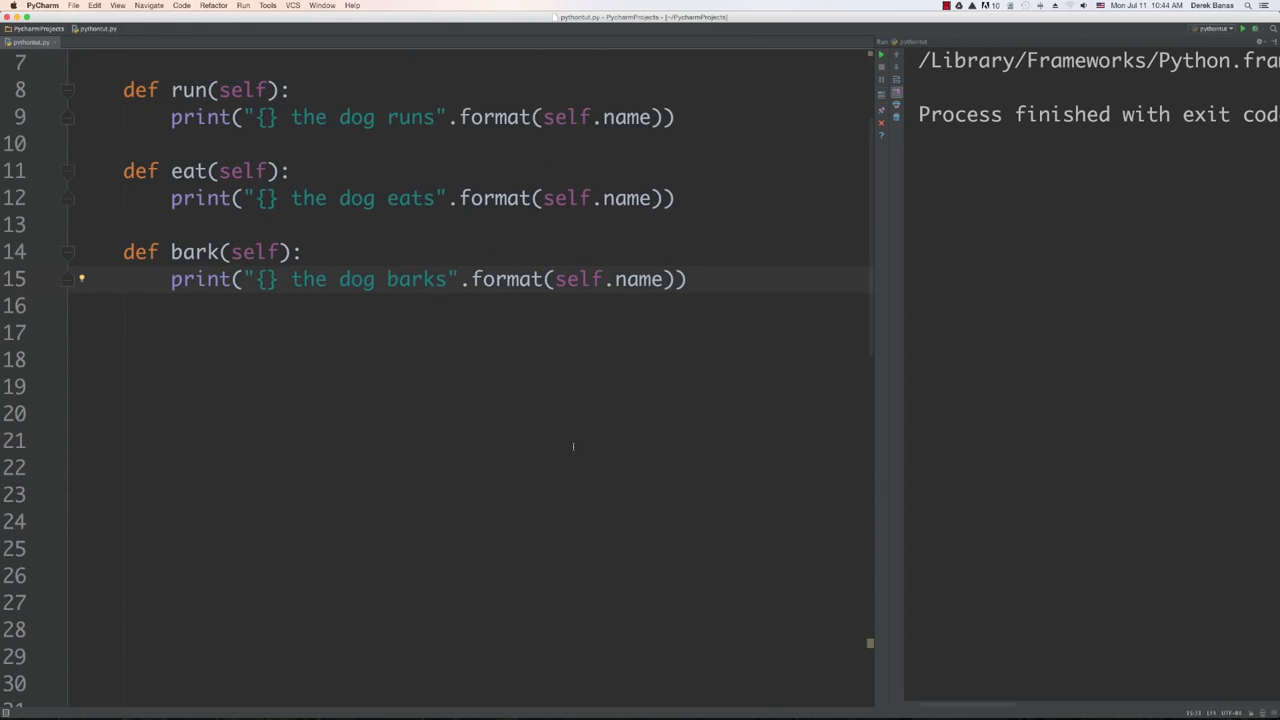 PyCharm File Edit View Navigate Code Refactor Run Tools VCS Window Help
10 Mon Jul 11 10:44 AM Derek Banas
pythontut.py - PycharmProjects - [~/PycharmProjects]
PycharmProjects pythontut.py
pythontut
pythontut.py
Run pythontut
7
8 def run(self):
9 print("{} the dog runs".format(self.name))
10
11 def eat(self):
12 print("{} the dog eats".format(self.name))
13
14 def bark(self):
15 print("{} the dog barks".format(self.name))
16
17
18
19
20
21
22
23
24
25
26
27
28
29
30
/Library/Frameworks/Python.fra
Process finished with exit cod
15:31 LF‡ UTF-8‡